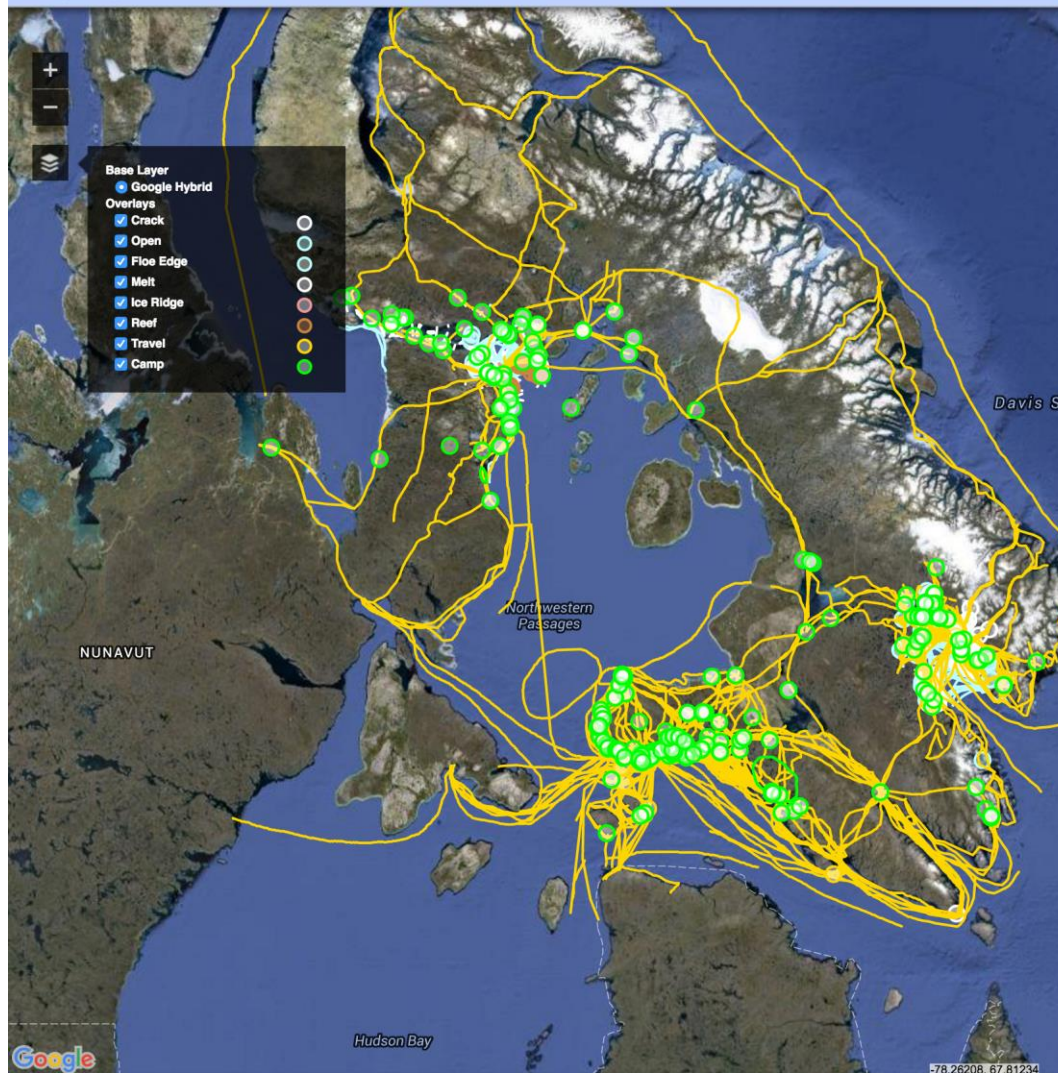 +
−
Base Layer
Google Hybrid
Overlays
Crack
Open
Floe Edge
Melt
Ice Ridge
Reef
Travel
Camp
Davis S
Northwestern
Passages
NUNAVUT
Hudson Bay
Google
-78.26208, 67.81234